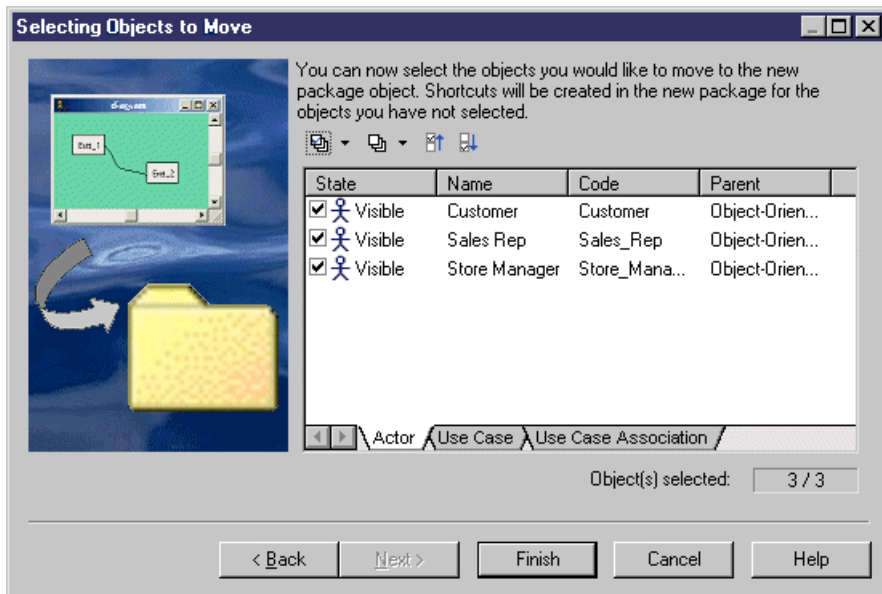 Selecting Objects to Move
You can now select the objects you would like to move to the new
package object. Shortcuts will be created in the new package for the
objects you have not selected.
diagram
Entt_1
Entt_2
State Name Code Parent
Visible Customer Customer Object-Orien...
Visible Sales Rep Sales_Rep Object-Orien...
Visible Store Manager Store_Mana... Object-Orien...
Actor Use Case Use Case Association
Object(s) selected: 3 / 3
< Back Next > Finish Cancel Help